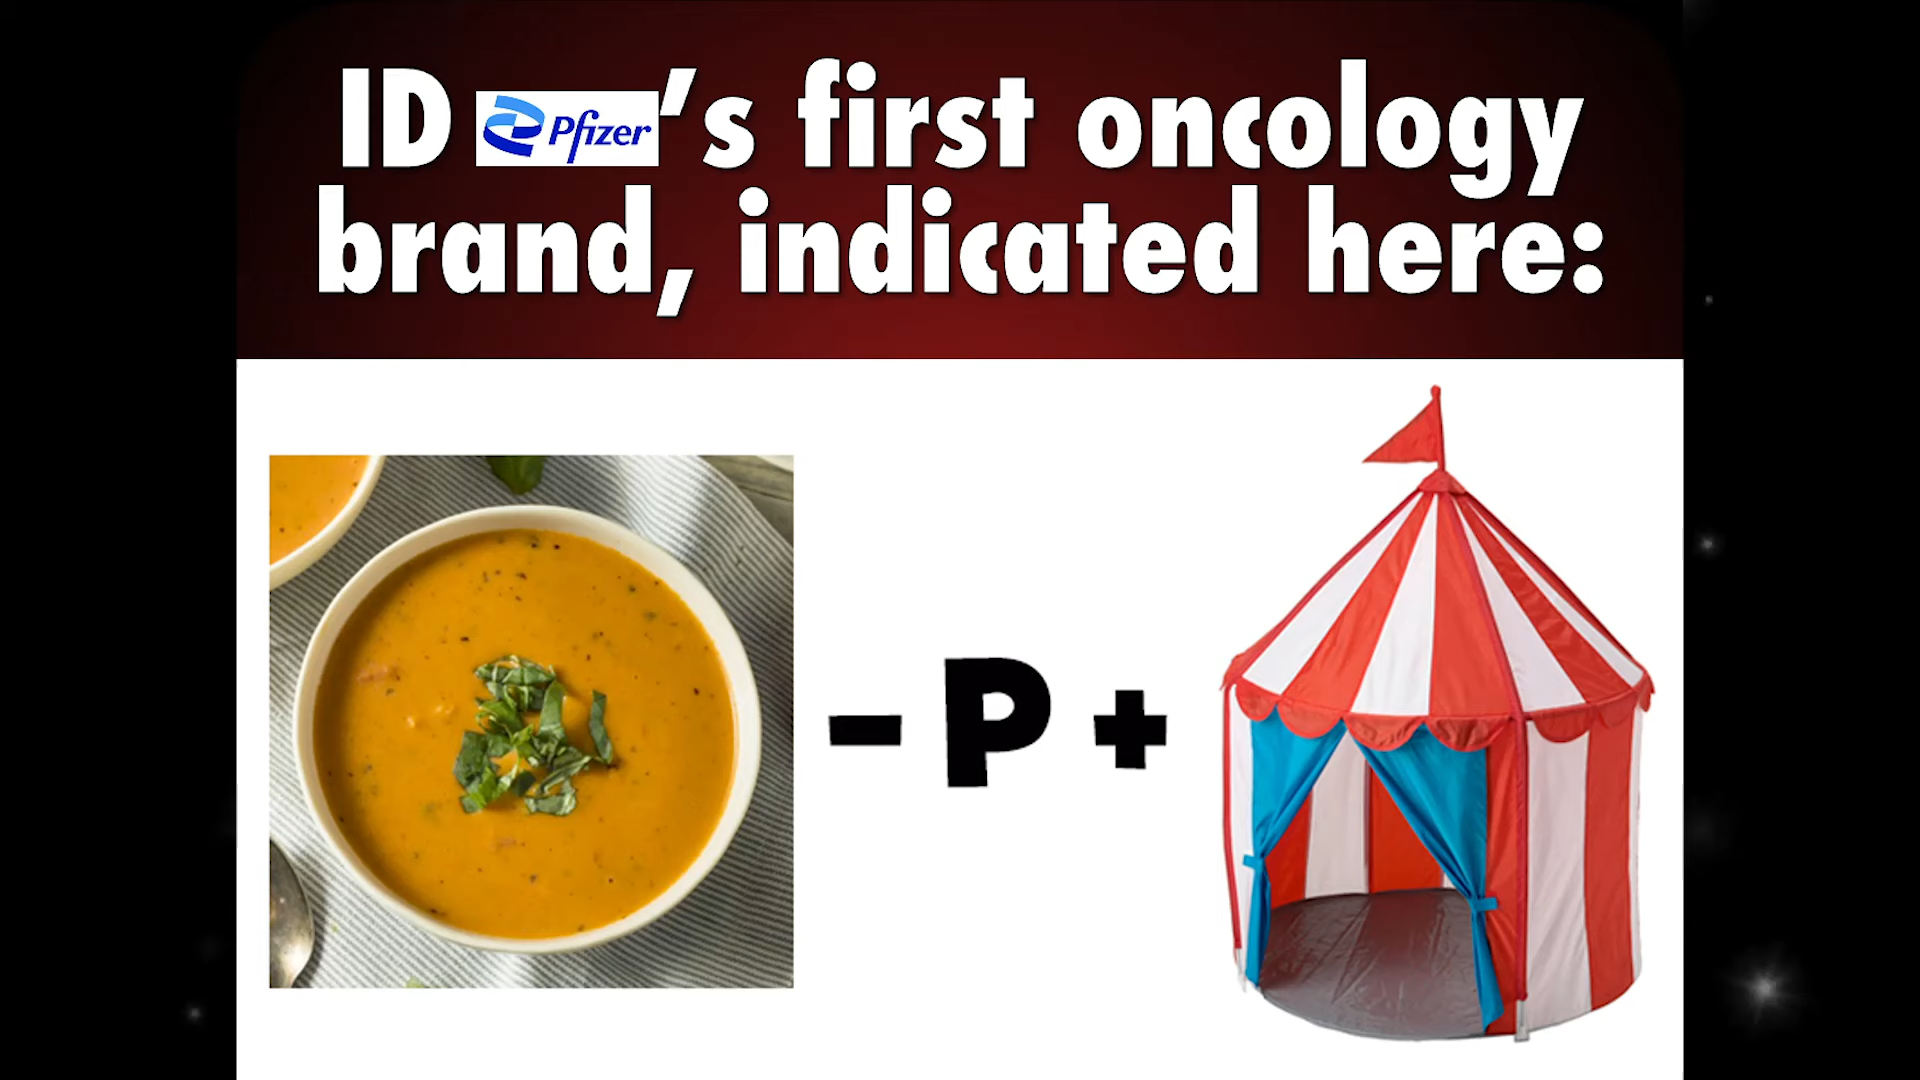 ID Pfizer's first oncology
brand, indicated here:
- P +